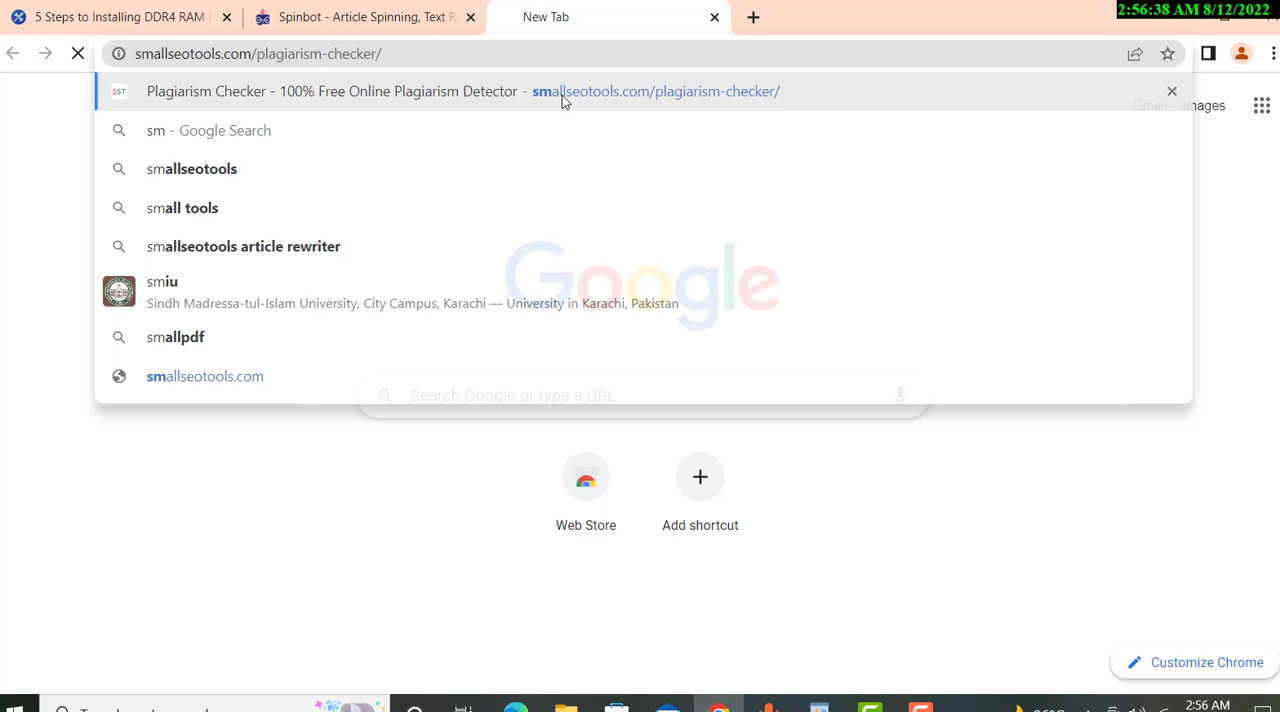 5 Steps to Installing DDR4 RAM (
Spinbot - Article Spinning, Text Re
New Tab
2:56:38 AM 8/12/2022
smallseotools.com/plagiarism-checker/
SST
Plagiarism Checker - 100% Free Online Plagiarism Detector - smallseotools.com/plagiarism-checker/
Gmail
Images
sm - Google Search
smallseotools
small tools
smallseotools article rewriter
smiu
Sindh Madressa-tul-Islam University, City Campus, Karachi — University in Karachi, Pakistan
smallpdf
smallseotools.com
Google
Search Google or type a URL
Web Store
Add shortcut
Customize Chrome
2:56 AM